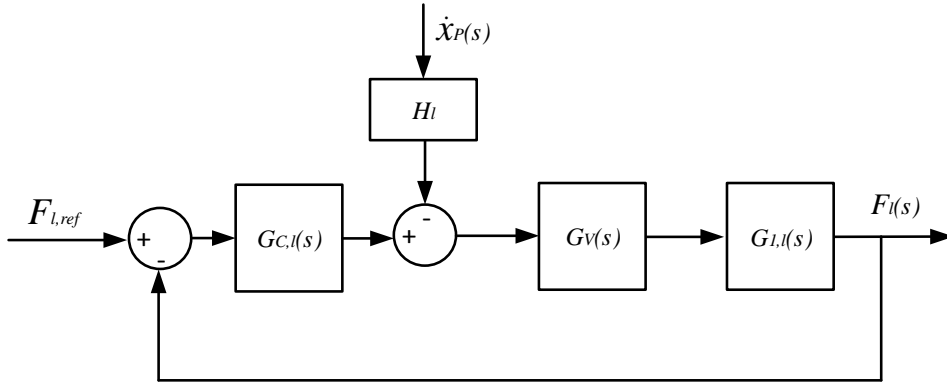 ẋP(s)
Hl
-
Fl,ref
+
-
GC,l(s)
+
GV(s)
G1,l(s)
Fl(s)